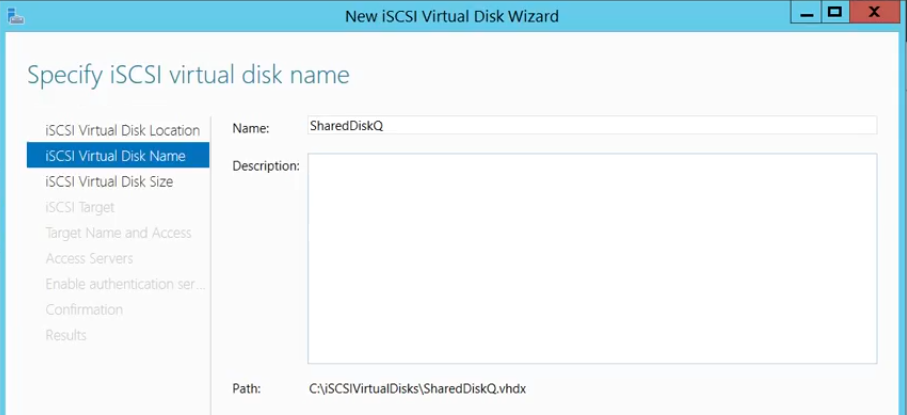 New iSCSI Virtual Disk Wizard
Specify iSCSI virtual disk name
iSCSI Virtual Disk Location
iSCSI Virtual Disk Name
iSCSI Virtual Disk Size
iSCSI Target
Target Name and Access
Access Servers
Enable authentication ser...
Confirmation
Results
Name:
SharedDiskQ
Description:
Path:
C:\iSCSIVirtualDisks\SharedDiskQ.vhdx